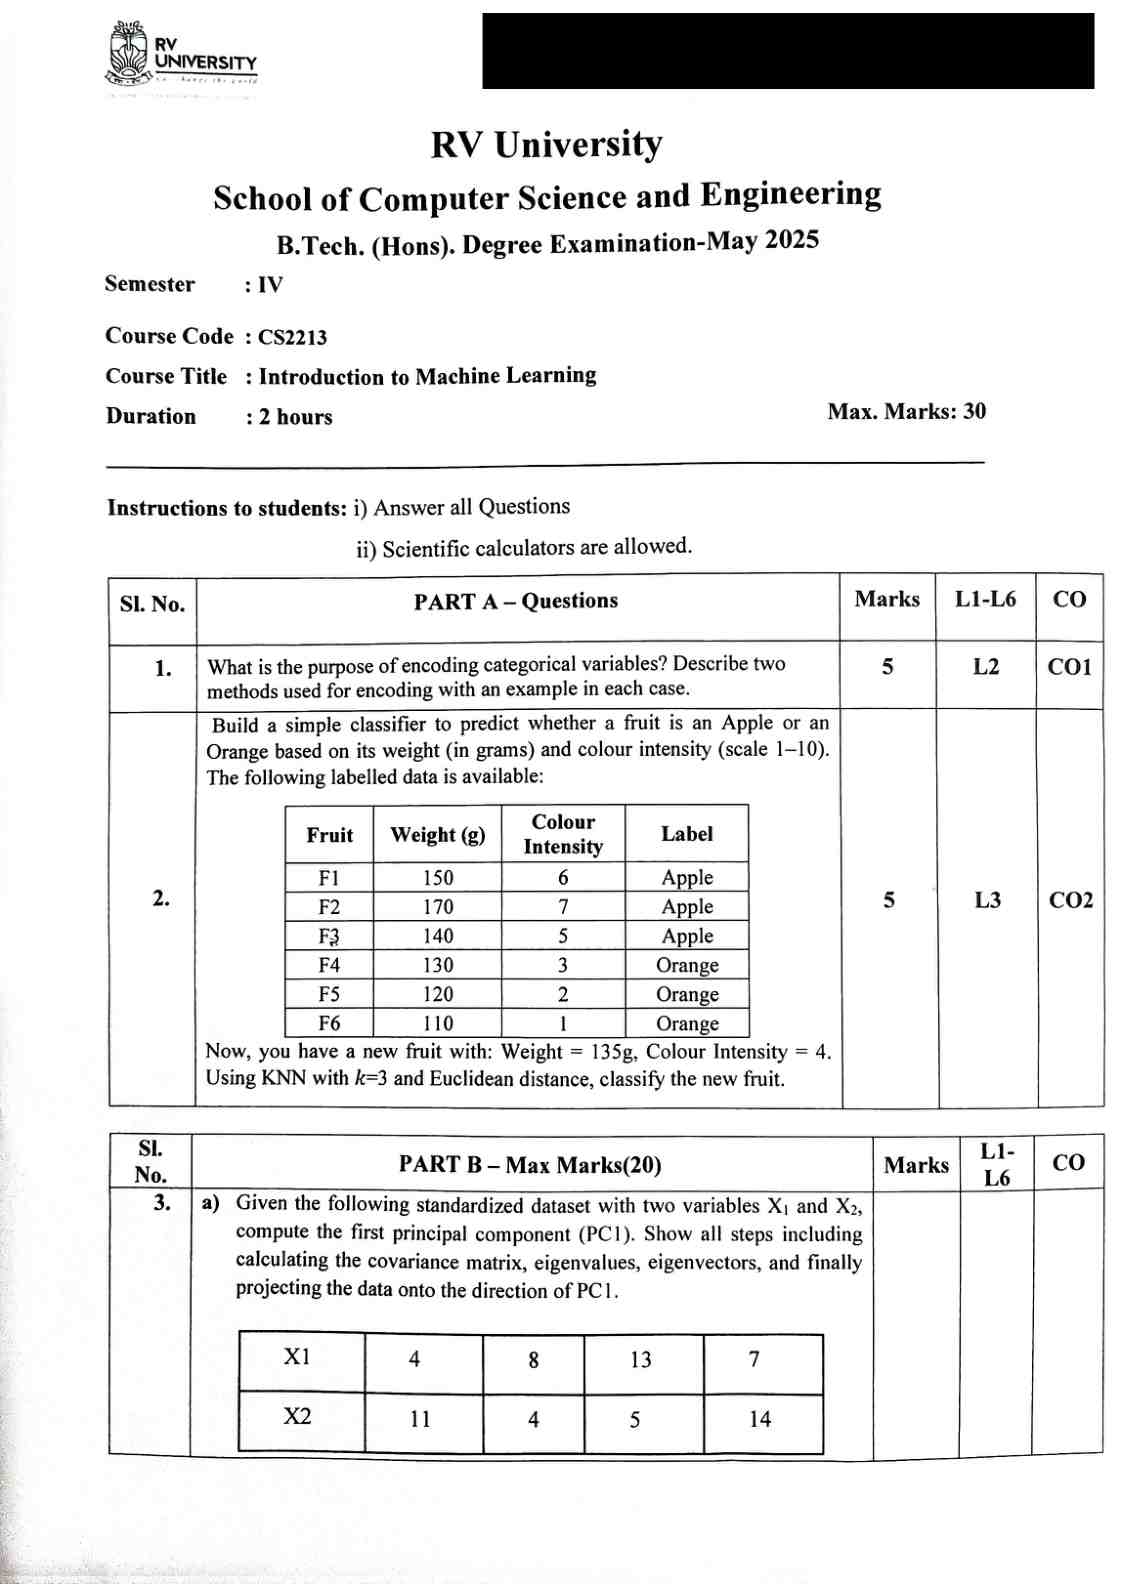 RV
UNIVERSITY
RV University
School of Computer Science and Engineering
B.Tech. (Hons). Degree Examination-May 2025
Semester : IV
Course Code : CS2213
Course Title : Introduction to Machine Learning
Duration : 2 hours Max. Marks: 30
Instructions to students: i) Answer all Questions
ii) Scientific calculators are allowed.
Sl. No. PART A – Questions Marks L1-L6 CO
1. What is the purpose of encoding categorical variables? Describe two 5 L2 CO1
methods used for encoding with an example in each case.
Build a simple classifier to predict whether a fruit is an Apple or an
Orange based on its weight (in grams) and colour intensity (scale 1–10).
The following labelled data is available:
Fruit Weight (g) Colour Intensity Label
F1 150 6 Apple
2. F2 170 7 Apple 5 L3 CO2
F3 140 5 Apple
F4 130 3 Orange
F5 120 2 Orange
F6 110 1 Orange
Now, you have a new fruit with: Weight = 135g, Colour Intensity = 4.
Using KNN with k=3 and Euclidean distance, classify the new fruit.
Sl. No. PART B – Max Marks(20) Marks L1-L6 CO
3. a) Given the following standardized dataset with two variables X₁ and X₂,
compute the first principal component (PC1). Show all steps including
calculating the covariance matrix, eigenvalues, eigenvectors, and finally
projecting the data onto the direction of PC1.
X1 4 8 13 7
X2 11 4 5 14